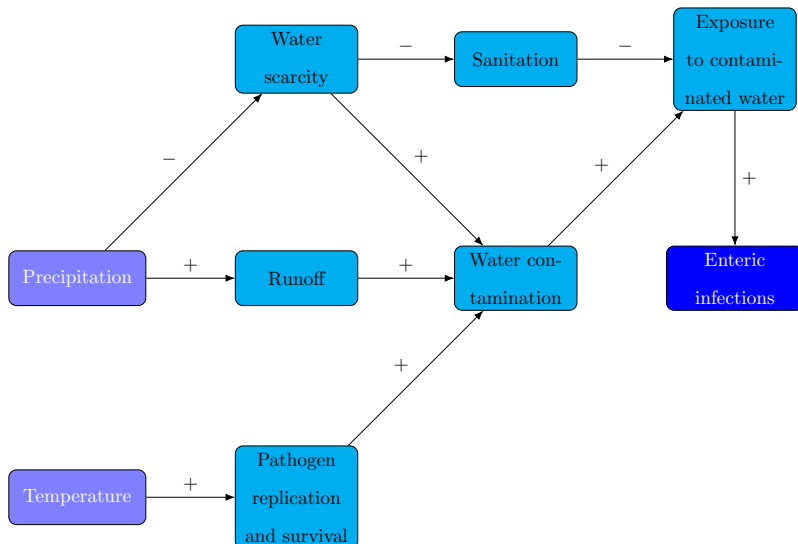 Water
scarcity
−
Sanitation
−
Exposure
to contami-
nated water
−
+
+
+
Precipitation
+
Runoff
+
Water con-
tamination
Enteric
infections
+
Temperature
+
Pathogen
replication
and survival